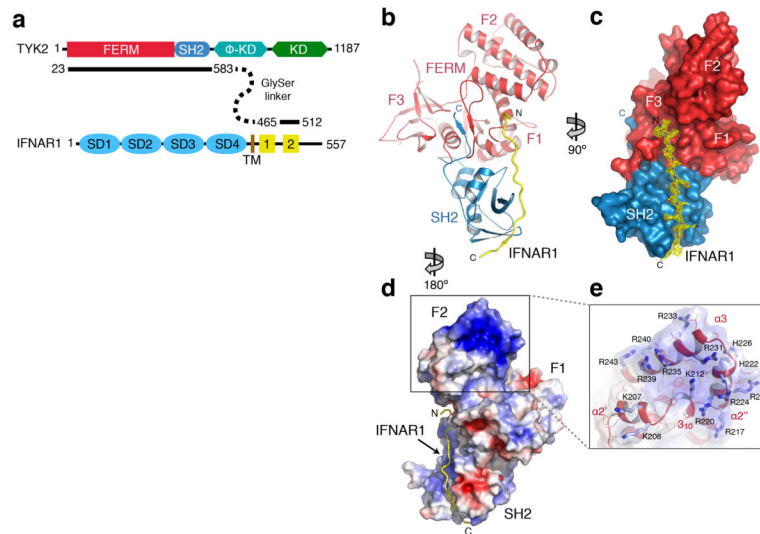 a
TYK2 1 FERM SH2 Φ-KD KD 1187
23 583
GlySer
linker
465 512
IFNAR1 1 SD1 SD2 SD3 SD4 1 2 557
TM
b
F2
FERM
F3
C
N
F1
SH2
C
IFNAR1
90º
c
F2
F3
C
N
F1
SH2
C
IFNAR1
180º
d
F2
F1
N
IFNAR1
SH2
C
e
R233
α3
R240
R231
H226
R243
R235
K212
H222
R239
R224
K207
α2'
3₁₀
R220
α2''
K208
R217